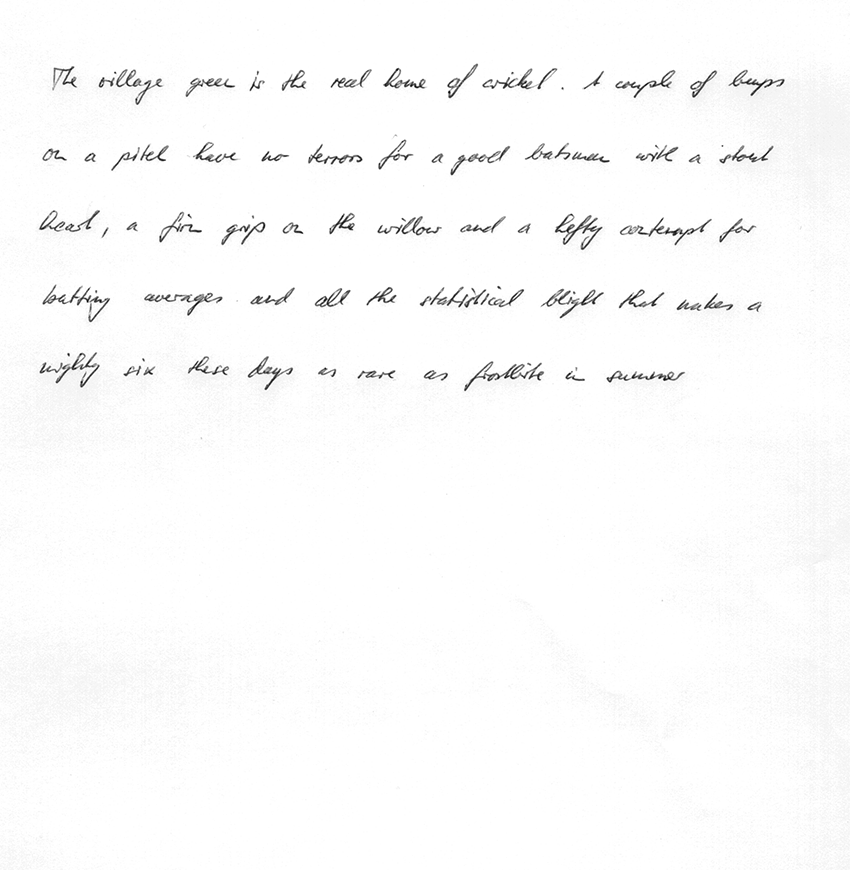 The village green is the real home of cricket. A couple of bumps
on a pitch have no terrors for a good batsman with a stout
heart, a firm grip on the willow and a hefty contempt for
batting averages and all the statistical blight that makes a
mighty six these days as rare as frostbite in summer